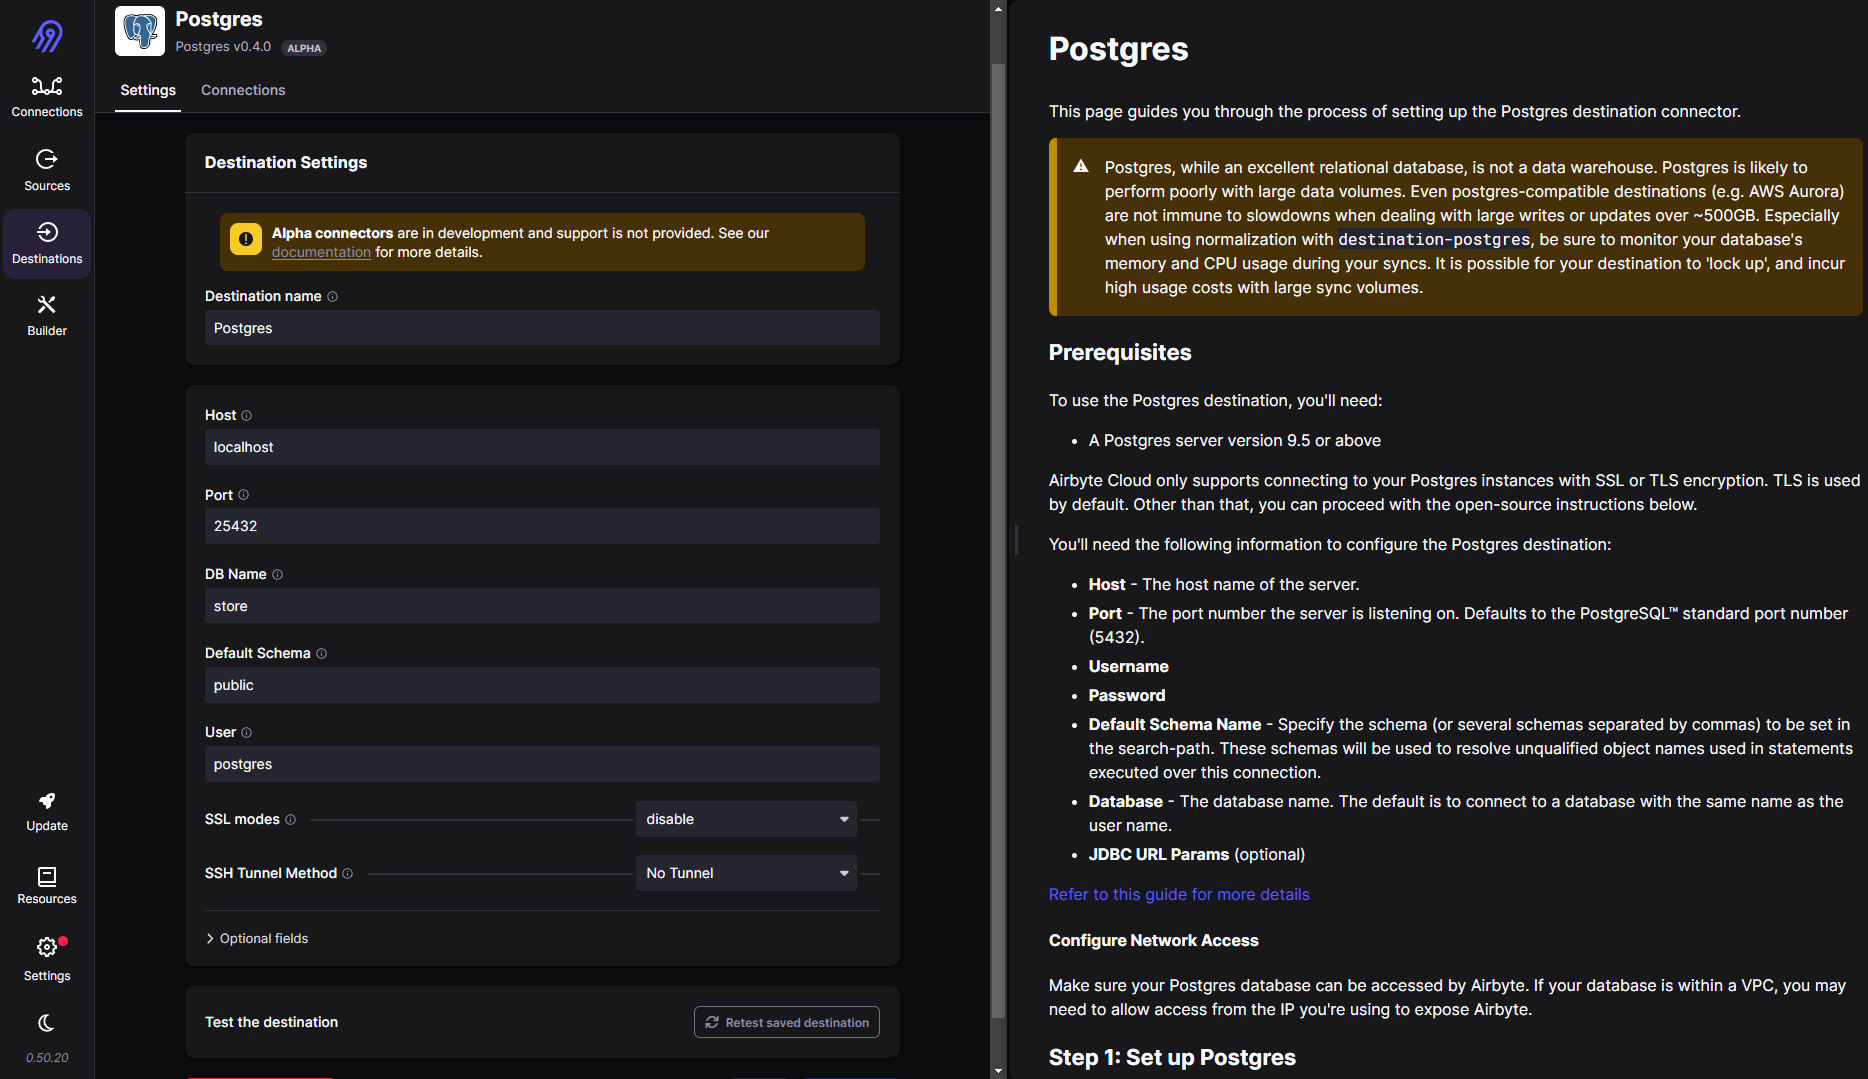 Connections
Sources
Destinations
Builder
Update
Resources
Settings
0.50.20
Postgres
Postgres v0.4.0 ALPHA
Settings Connections
Destination Settings
Alpha connectors are in development and support is not provided. See our
documentation for more details.
Destination name
Postgres
Host
localhost
Port
25432
DB Name
store
Default Schema
public
User
postgres
SSL modes disable
SSH Tunnel Method No Tunnel
Optional fields
Test the destination Retest saved destination
Postgres
This page guides you through the process of setting up the Postgres destination connector.
Postgres, while an excellent relational database, is not a data warehouse. Postgres is likely to
perform poorly with large data volumes. Even postgres-compatible destinations (e.g. AWS Aurora)
are not immune to slowdowns when dealing with large writes or updates over ~500GB. Especially
when using normalization with destination-postgres, be sure to monitor your database's
memory and CPU usage during your syncs. It is possible for your destination to 'lock up', and incur
high usage costs with large sync volumes.
Prerequisites
To use the Postgres destination, you'll need:
• A Postgres server version 9.5 or above
Airbyte Cloud only supports connecting to your Postgres instances with SSL or TLS encryption. TLS is used
by default. Other than that, you can proceed with the open-source instructions below.
You'll need the following information to configure the Postgres destination:
• Host - The host name of the server.
• Port - The port number the server is listening on. Defaults to the PostgreSQL™ standard port number
(5432).
• Username
• Password
• Default Schema Name - Specify the schema (or several schemas separated by commas) to be set in
the search-path. These schemas will be used to resolve unqualified object names used in statements
executed over this connection.
• Database - The database name. The default is to connect to a database with the same name as the
user name.
• JDBC URL Params (optional)
Refer to this guide for more details
Configure Network Access
Make sure your Postgres database can be accessed by Airbyte. If your database is within a VPC, you may
need to allow access from the IP you're using to expose Airbyte.
Step 1: Set up Postgres